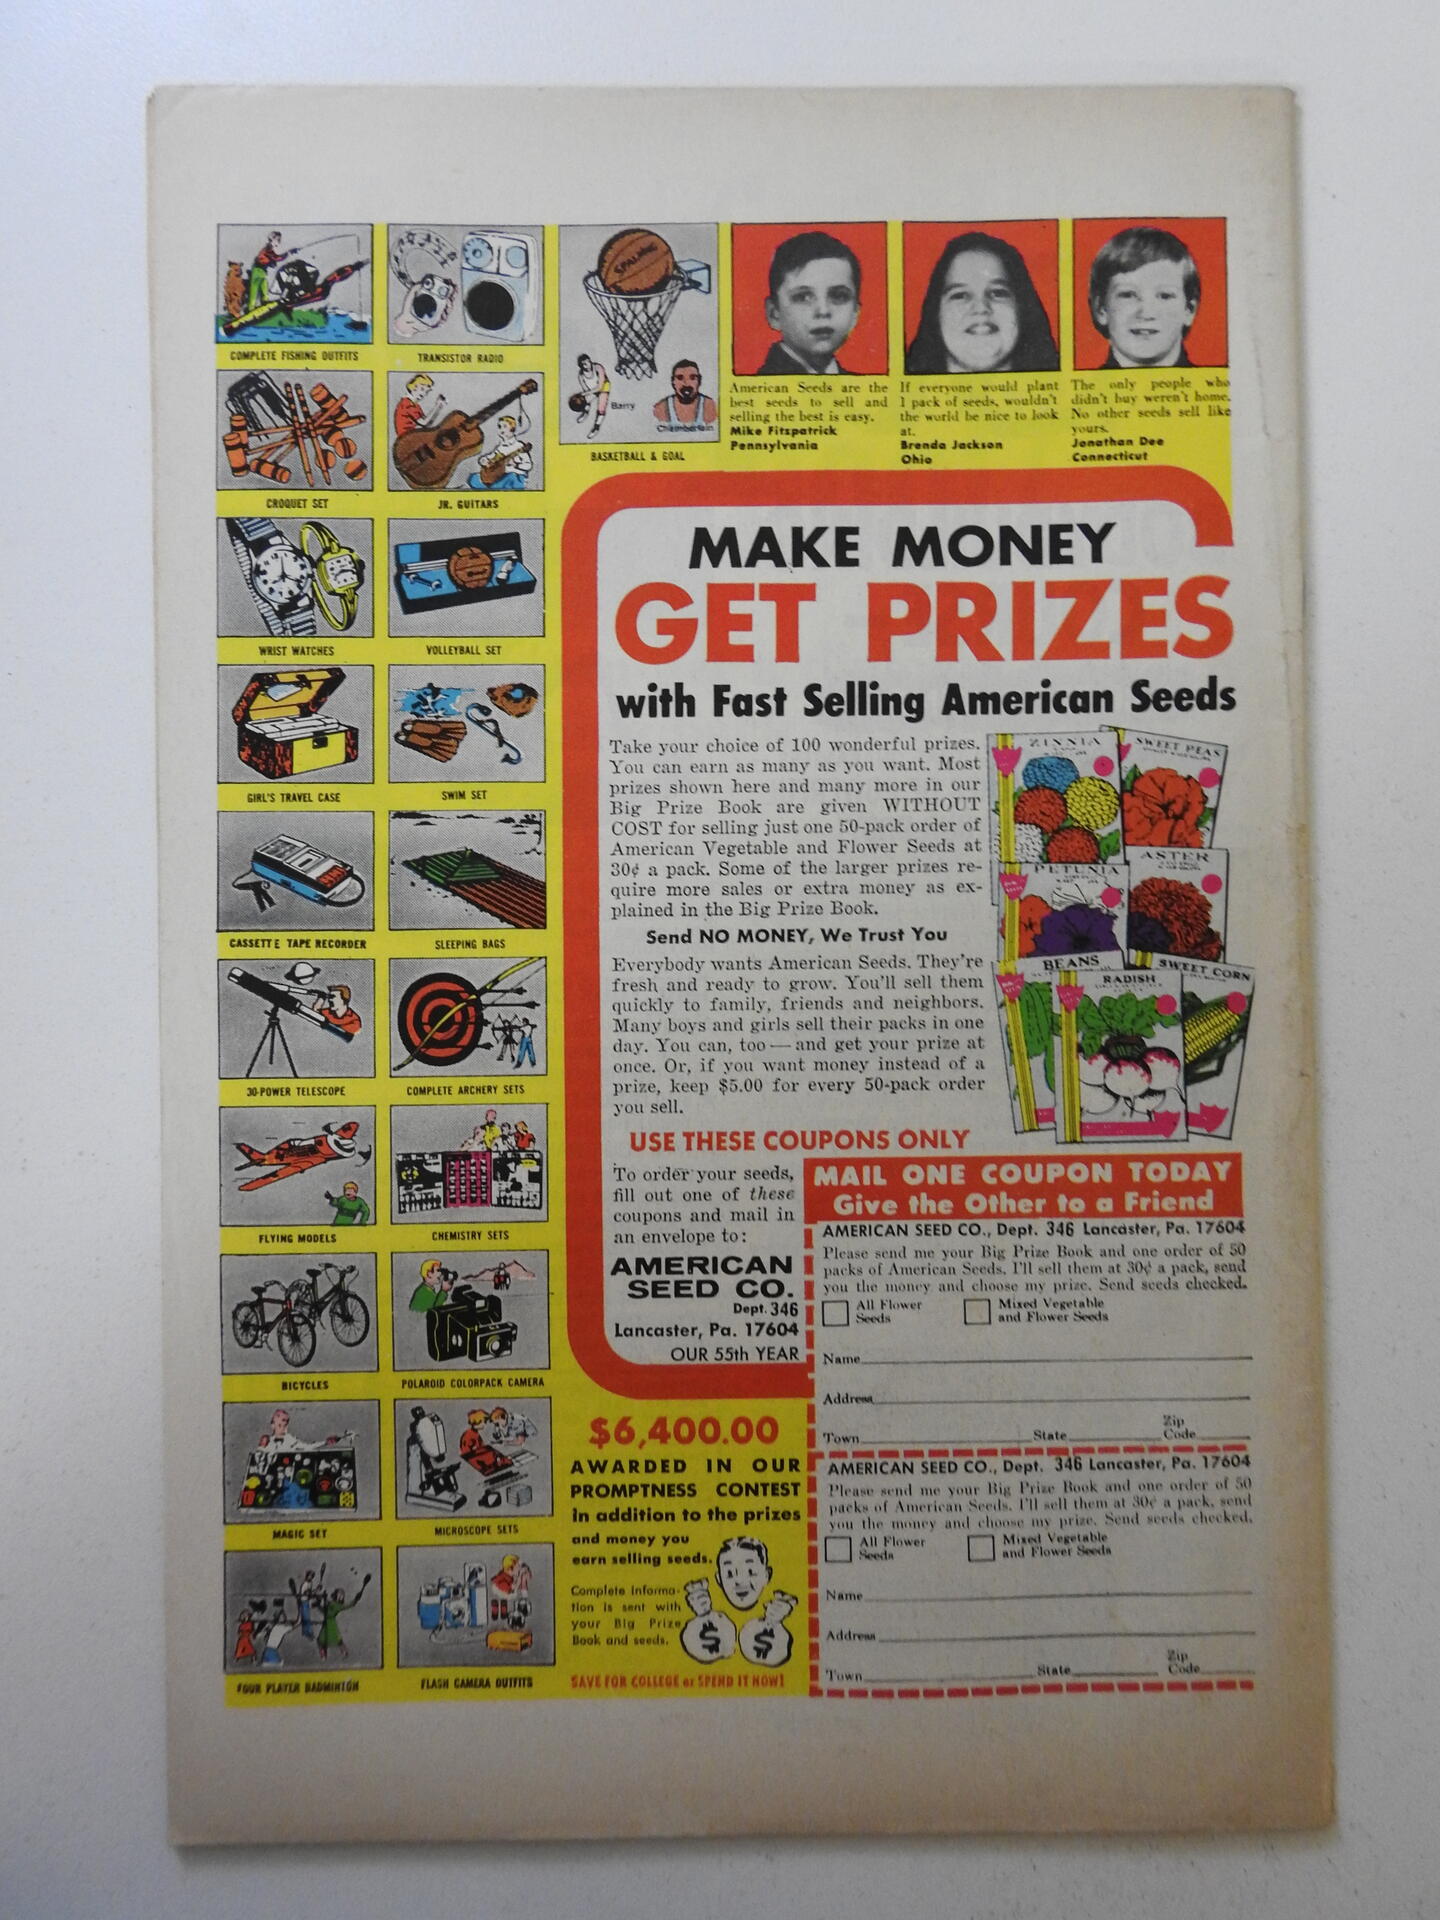 COMPLETE FISHING OUTFITS
TRANSISTOR RADIO
SPALDING
Barry
Chamberlain
BASKETBALL & GOAL
CROQUET SET
JR. GUITARS
WRIST WATCHES
VOLLEYBALL SET
GIRL'S TRAVEL CASE
SWIM SET
CASSETTE TAPE RECORDER
SLEEPING BAGS
30-POWER TELESCOPE
COMPLETE ARCHERY SETS
FLYING MODELS
CHEMISTRY SETS
BICYCLES
POLAROID COLORPACK CAMERA
MAGIC SET
MICROSCOPE SETS
FOUR PLAYER BADMINTON
FLASH CAMERA OUTFITS
American Seeds are the
best seeds to sell and
selling the best is easy.
Mike Fitzpatrick
Pennsylvania
If everyone would plant
1 pack of seeds, wouldn't
the world be nice to look
at.
Brenda Jackson
Ohio
The only people who
didn't buy weren't home.
No other seeds sell like
yours.
Jonathan Dee
Connecticut
MAKE MONEY
GET PRIZES
with Fast Selling American Seeds
Take your choice of 100 wonderful prizes.
You can earn as many as you want. Most
prizes shown here and many more in our
Big Prize Book are given WITHOUT
COST for selling just one 50-pack order of
American Vegetable and Flower Seeds at
30¢ a pack. Some of the larger prizes re-
quire more sales or extra money as ex-
plained in the Big Prize Book.
Send NO MONEY, We Trust You
Everybody wants American Seeds. They're
fresh and ready to grow. You'll sell them
quickly to family, friends and neighbors.
Many boys and girls sell their packs in one
day. You can, too — and get your prize at
once. Or, if you want money instead of a
prize, keep $5.00 for every 50-pack order
you sell.
ZINNIA
SWEET PEAS
PETUNIA
ASTER
BEANS
RADISH
SWEET CORN
USE THESE COUPONS ONLY
To order your seeds,
fill out one of these
coupons and mail in
an envelope to:
AMERICAN
SEED CO.
Dept. 346
Lancaster, Pa. 17604
OUR 55th YEAR
MAIL ONE COUPON TODAY
Give the Other to a Friend
AMERICAN SEED CO., Dept. 346 Lancaster, Pa. 17604
Please send me your Big Prize Book and one order of 50
packs of American Seeds. I'll sell them at 30¢ a pack, send
you the money and choose my prize. Send seeds checked.
All Flower
Seeds
Mixed Vegetable
and Flower Seeds
Name
Address
Town State Zip
Code
AMERICAN SEED CO., Dept. 346 Lancaster, Pa. 17604
Please send me your Big Prize Book and one order of 50
packs of American Seeds. I'll sell them at 30¢ a pack, send
you the money and choose my prize. Send seeds checked.
All Flower
Seeds
Mixed Vegetable
and Flower Seeds
Name
Address
Town State Zip
Code
$6,400.00
AWARDED IN OUR
PROMPTNESS CONTEST
in addition to the prizes
and money you
earn selling seeds.
Complete informa-
tion is sent with
your Big Prize
Book and seeds.
$ $
SAVE FOR COLLEGE or SPEND IT NOW!